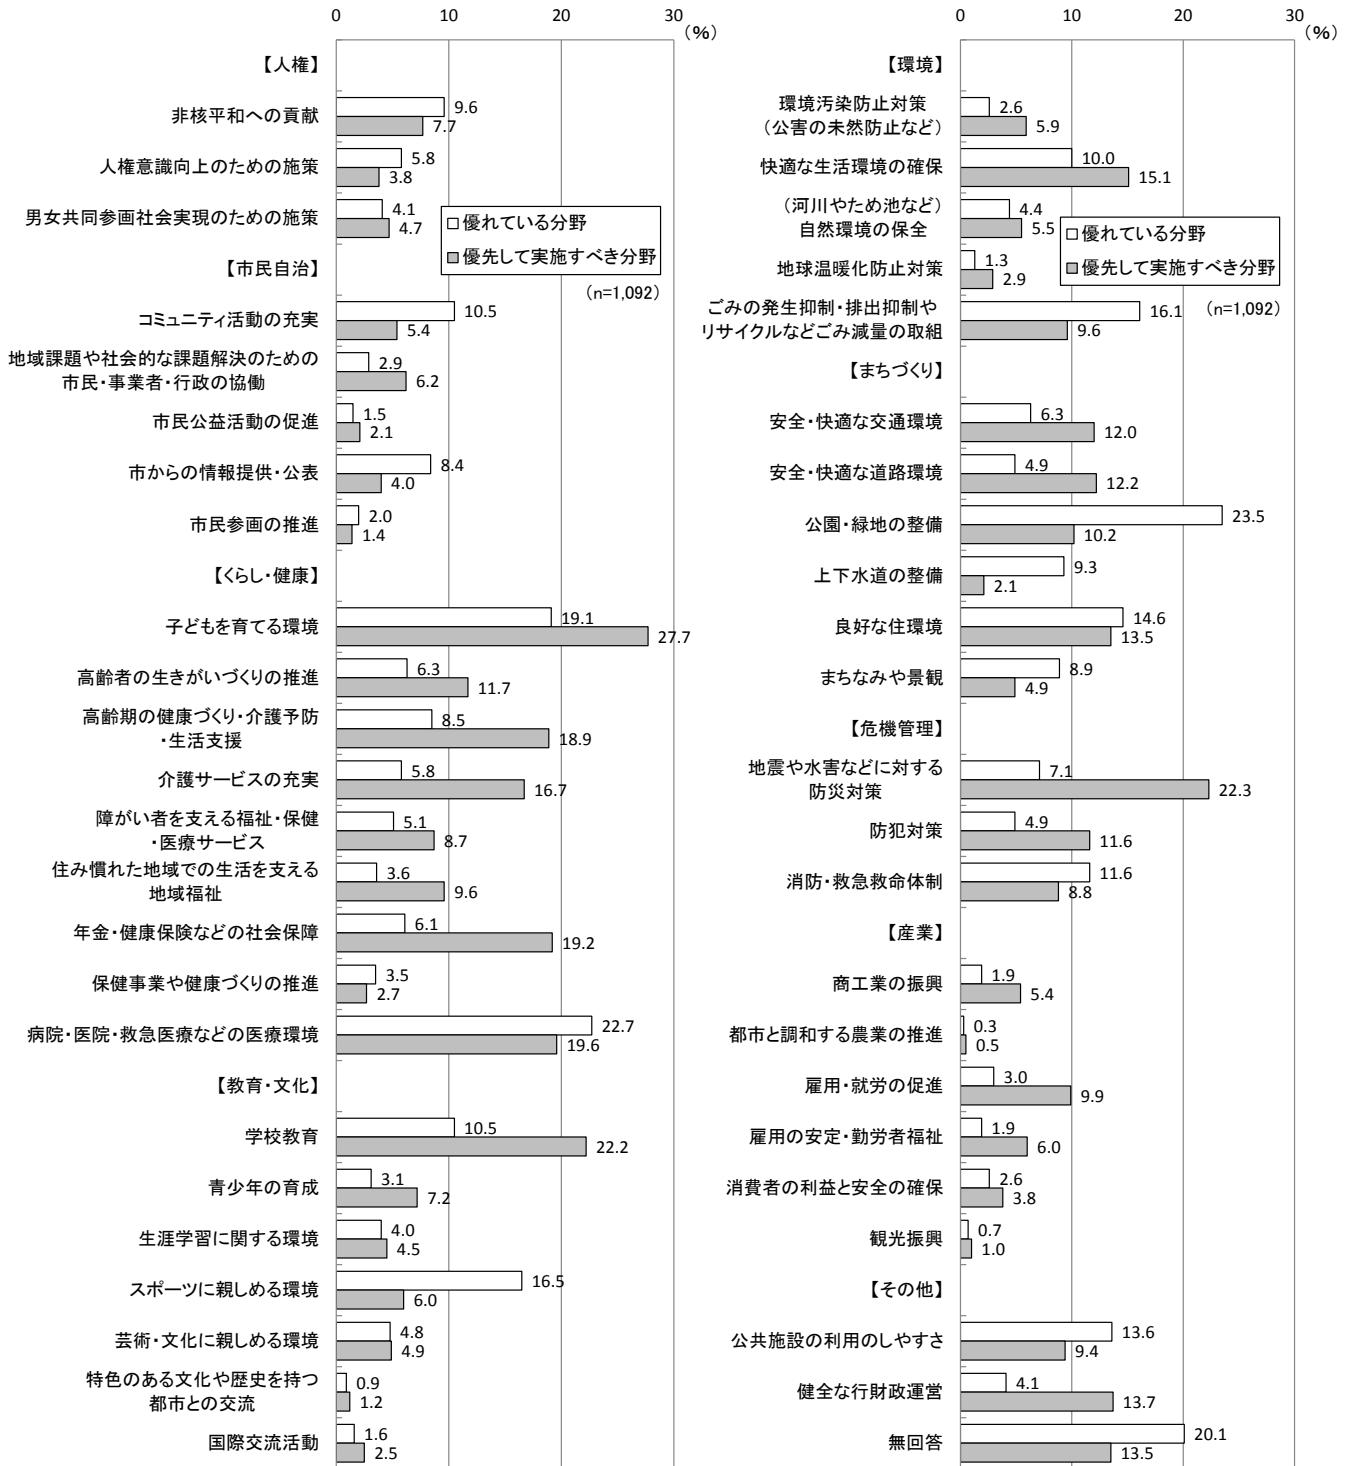 0 10 20 30
(%)
【人権】
非核平和への貢献
9.6
7.7
人権意識向上のための施策
5.8
3.8
男女共同参画社会実現のための施策
4.1
4.7
優れている分野
優先して実施すべき分野
(n=1,092)
【市民自治】
コミュニティ活動の充実
10.5
5.4
地域課題や社会的な課題解決のための
市民・事業者・行政の協働
2.9
6.2
市民公益活動の促進
1.5
2.1
市からの情報提供・公表
8.4
4.0
市民参画の推進
2.0
1.4
【くらし・健康】
子どもを育てる環境
19.1
27.7
高齢者の生きがいづくりの推進
6.3
11.7
高齢期の健康づくり・介護予防
・生活支援
8.5
18.9
介護サービスの充実
5.8
16.7
障がい者を支える福祉・保健
・医療サービス
5.1
8.7
住み慣れた地域での生活を支える
地域福祉
3.6
9.6
年金・健康保険などの社会保障
6.1
19.2
保健事業や健康づくりの推進
3.5
2.7
病院・医院・救急医療などの医療環境
22.7
19.6
【教育・文化】
学校教育
10.5
22.2
青少年の育成
3.1
7.2
生涯学習に関する環境
4.0
4.5
スポーツに親しめる環境
16.5
6.0
芸術・文化に親しめる環境
4.8
4.9
特色のある文化や歴史を持つ
都市との交流
0.9
1.2
国際交流活動
1.6
2.5
0 10 20 30
(%)
【環境】
環境汚染防止対策
(公害の未然防止など)
2.6
5.9
快適な生活環境の確保
10.0
15.1
(河川やため池など)
自然環境の保全
4.4
5.5
優れている分野
優先して実施すべき分野
(n=1,092)
地球温暖化防止対策
1.3
2.9
ごみの発生抑制・排出抑制や
リサイクルなどごみ減量の取組
16.1
9.6
【まちづくり】
安全・快適な交通環境
6.3
12.0
安全・快適な道路環境
4.9
12.2
公園・緑地の整備
23.5
10.2
上下水道の整備
9.3
2.1
良好な住環境
14.6
13.5
まちなみや景観
8.9
4.9
【危機管理】
地震や水害などに対する
防災対策
7.1
22.3
防犯対策
4.9
11.6
消防・救急救命体制
11.6
8.8
【産業】
商工業の振興
1.9
5.4
都市と調和する農業の推進
0.3
0.5
雇用・就労の促進
3.0
9.9
雇用の安定・勤労者福祉
1.9
6.0
消費者の利益と安全の確保
2.6
3.8
観光振興
0.7
1.0
【その他】
公共施設の利用のしやすさ
13.6
9.4
健全な行財政運営
4.1
13.7
無回答
20.1
13.5